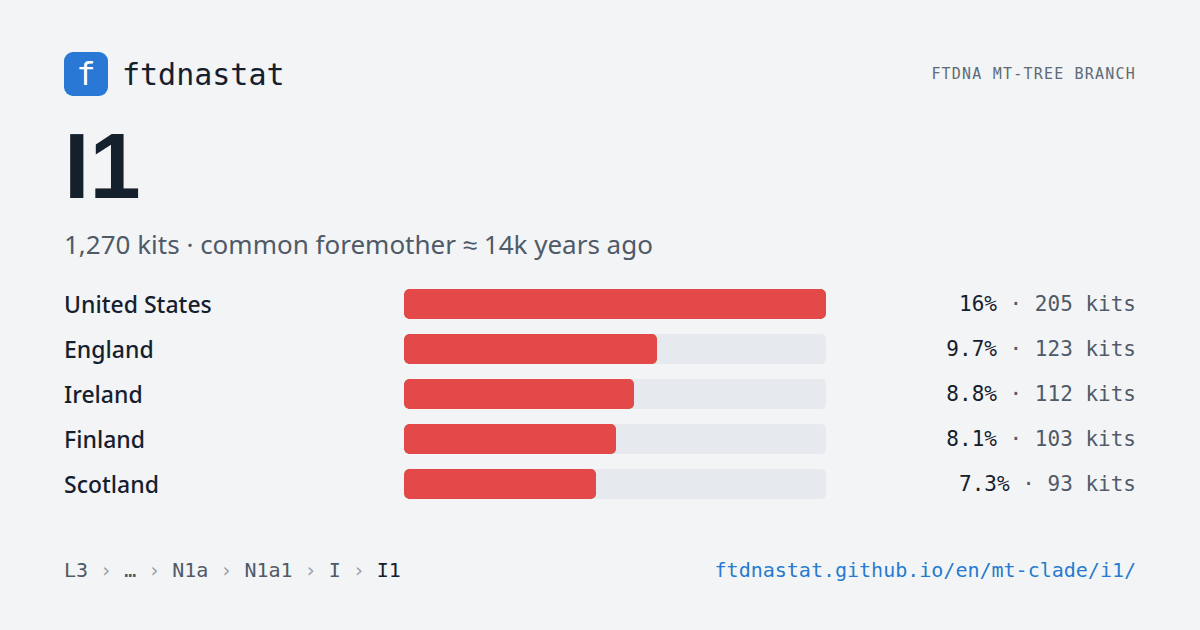 f ftdnastat
FTDNA MT-TREE BRANCH
I1
1,270 kits · common foremother ≈ 14k years ago
United States 16% · 205 kits
England 9.7% · 123 kits
Ireland 8.8% · 112 kits
Finland 8.1% · 103 kits
Scotland 7.3% · 93 kits
L3 › … › N1a › N1a1 › I › I1
ftdnastat.github.io/en/mt-clade/i1/